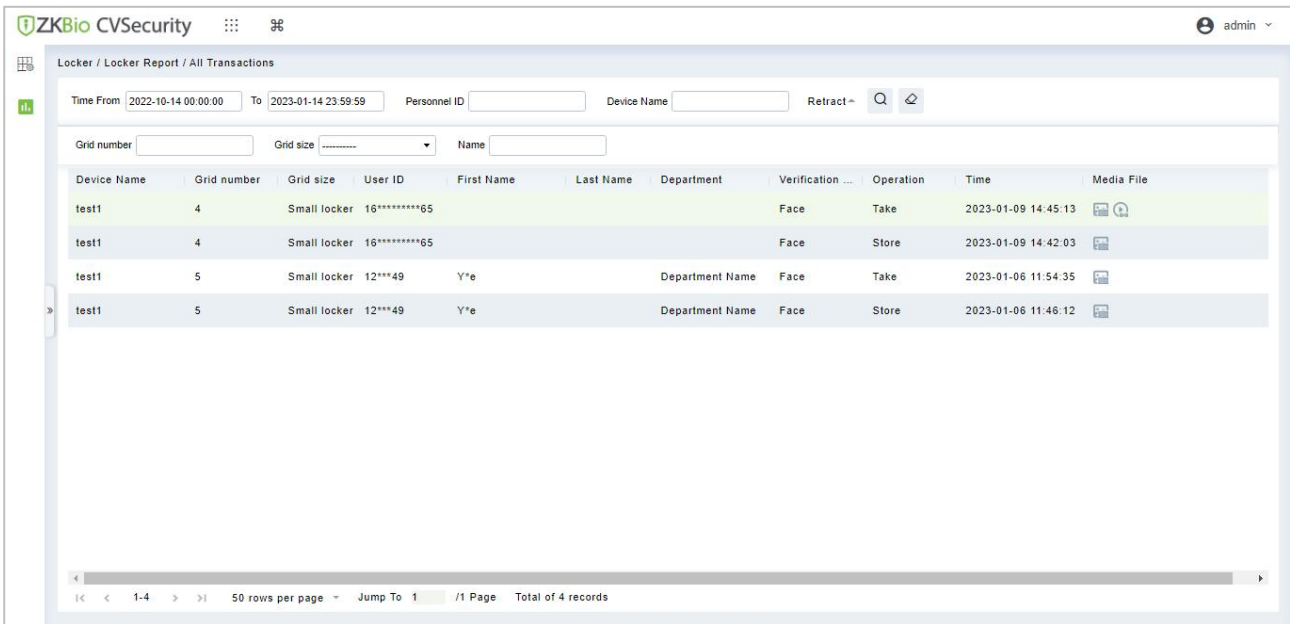 ZKBio CVSecurity admin
Locker / Locker Report / All Transactions
Time From 2022-10-14 00:00:00 To 2023-01-14 23:59:59 Personnel ID Device Name Retract
Grid number Grid size ---------- Name
Device Name Grid number Grid size User ID First Name Last Name Department Verification ... Operation Time Media File
test1 4 Small locker 16*********65 Face Take 2023-01-09 14:45:13
test1 4 Small locker 16*********65 Face Store 2023-01-09 14:42:03
test1 5 Small locker 12***49 Y*e Department Name Face Take 2023-01-06 11:54:35
test1 5 Small locker 12***49 Y*e Department Name Face Store 2023-01-06 11:46:12
1-4 50 rows per page Jump To 1 /1 Page Total of 4 records